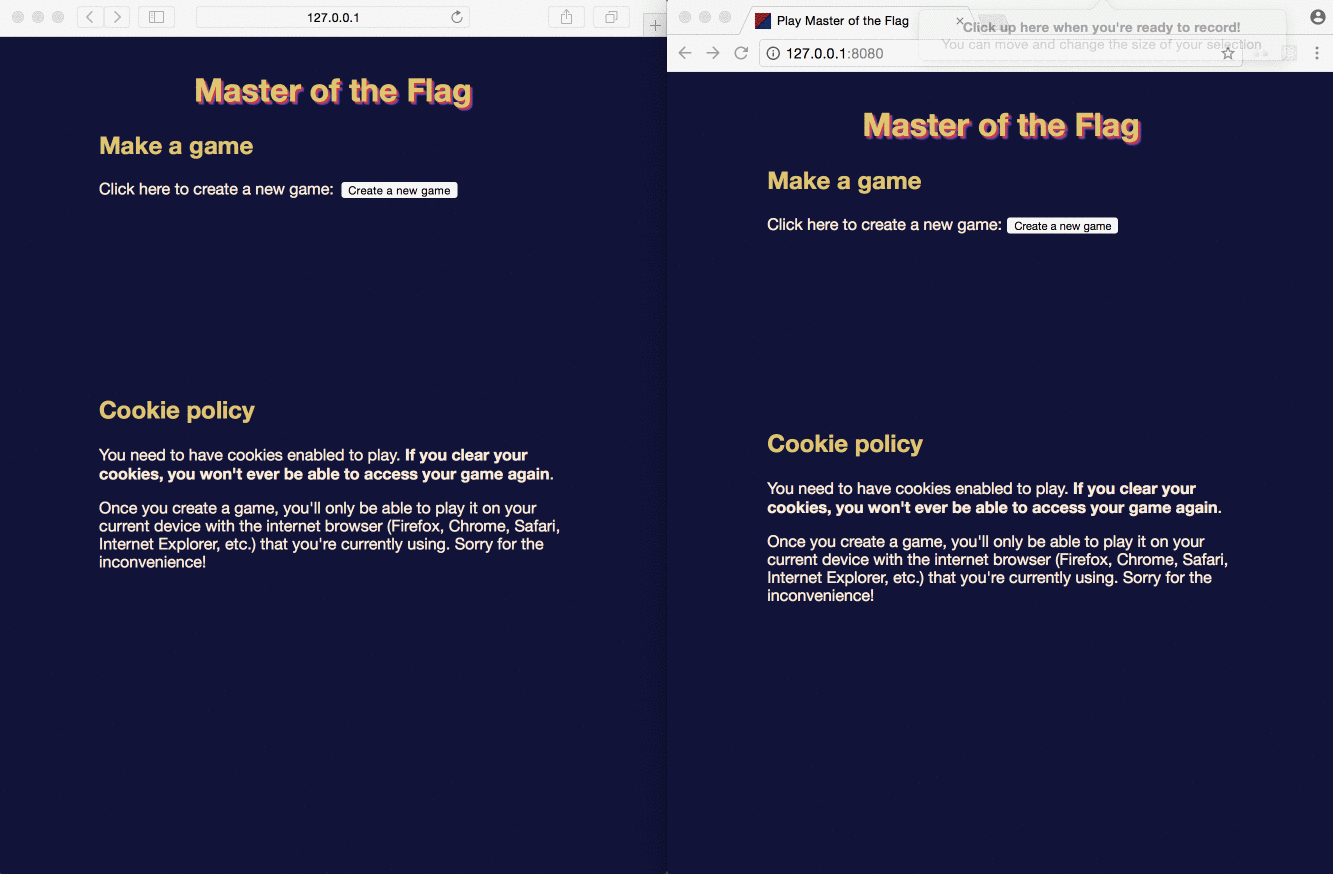 127.0.0.1
Master of the Flag
Make a game
Click here to create a new game: Create a new game
Cookie policy
You need to have cookies enabled to play. If you clear your
cookies, you won't ever be able to access your game again.
Once you create a game, you'll only be able to play it on your
current device with the internet browser (Firefox, Chrome, Safari,
Internet Explorer, etc.) that you're currently using. Sorry for the
inconvenience!
Play Master of the Flag
Click up here when you're ready to record!
You can move and change the size of your selection
127.0.0.1:8080
Master of the Flag
Make a game
Click here to create a new game: Create a new game
Cookie policy
You need to have cookies enabled to play. If you clear your
cookies, you won't ever be able to access your game again.
Once you create a game, you'll only be able to play it on your
current device with the internet browser (Firefox, Chrome, Safari,
Internet Explorer, etc.) that you're currently using. Sorry for the
inconvenience!